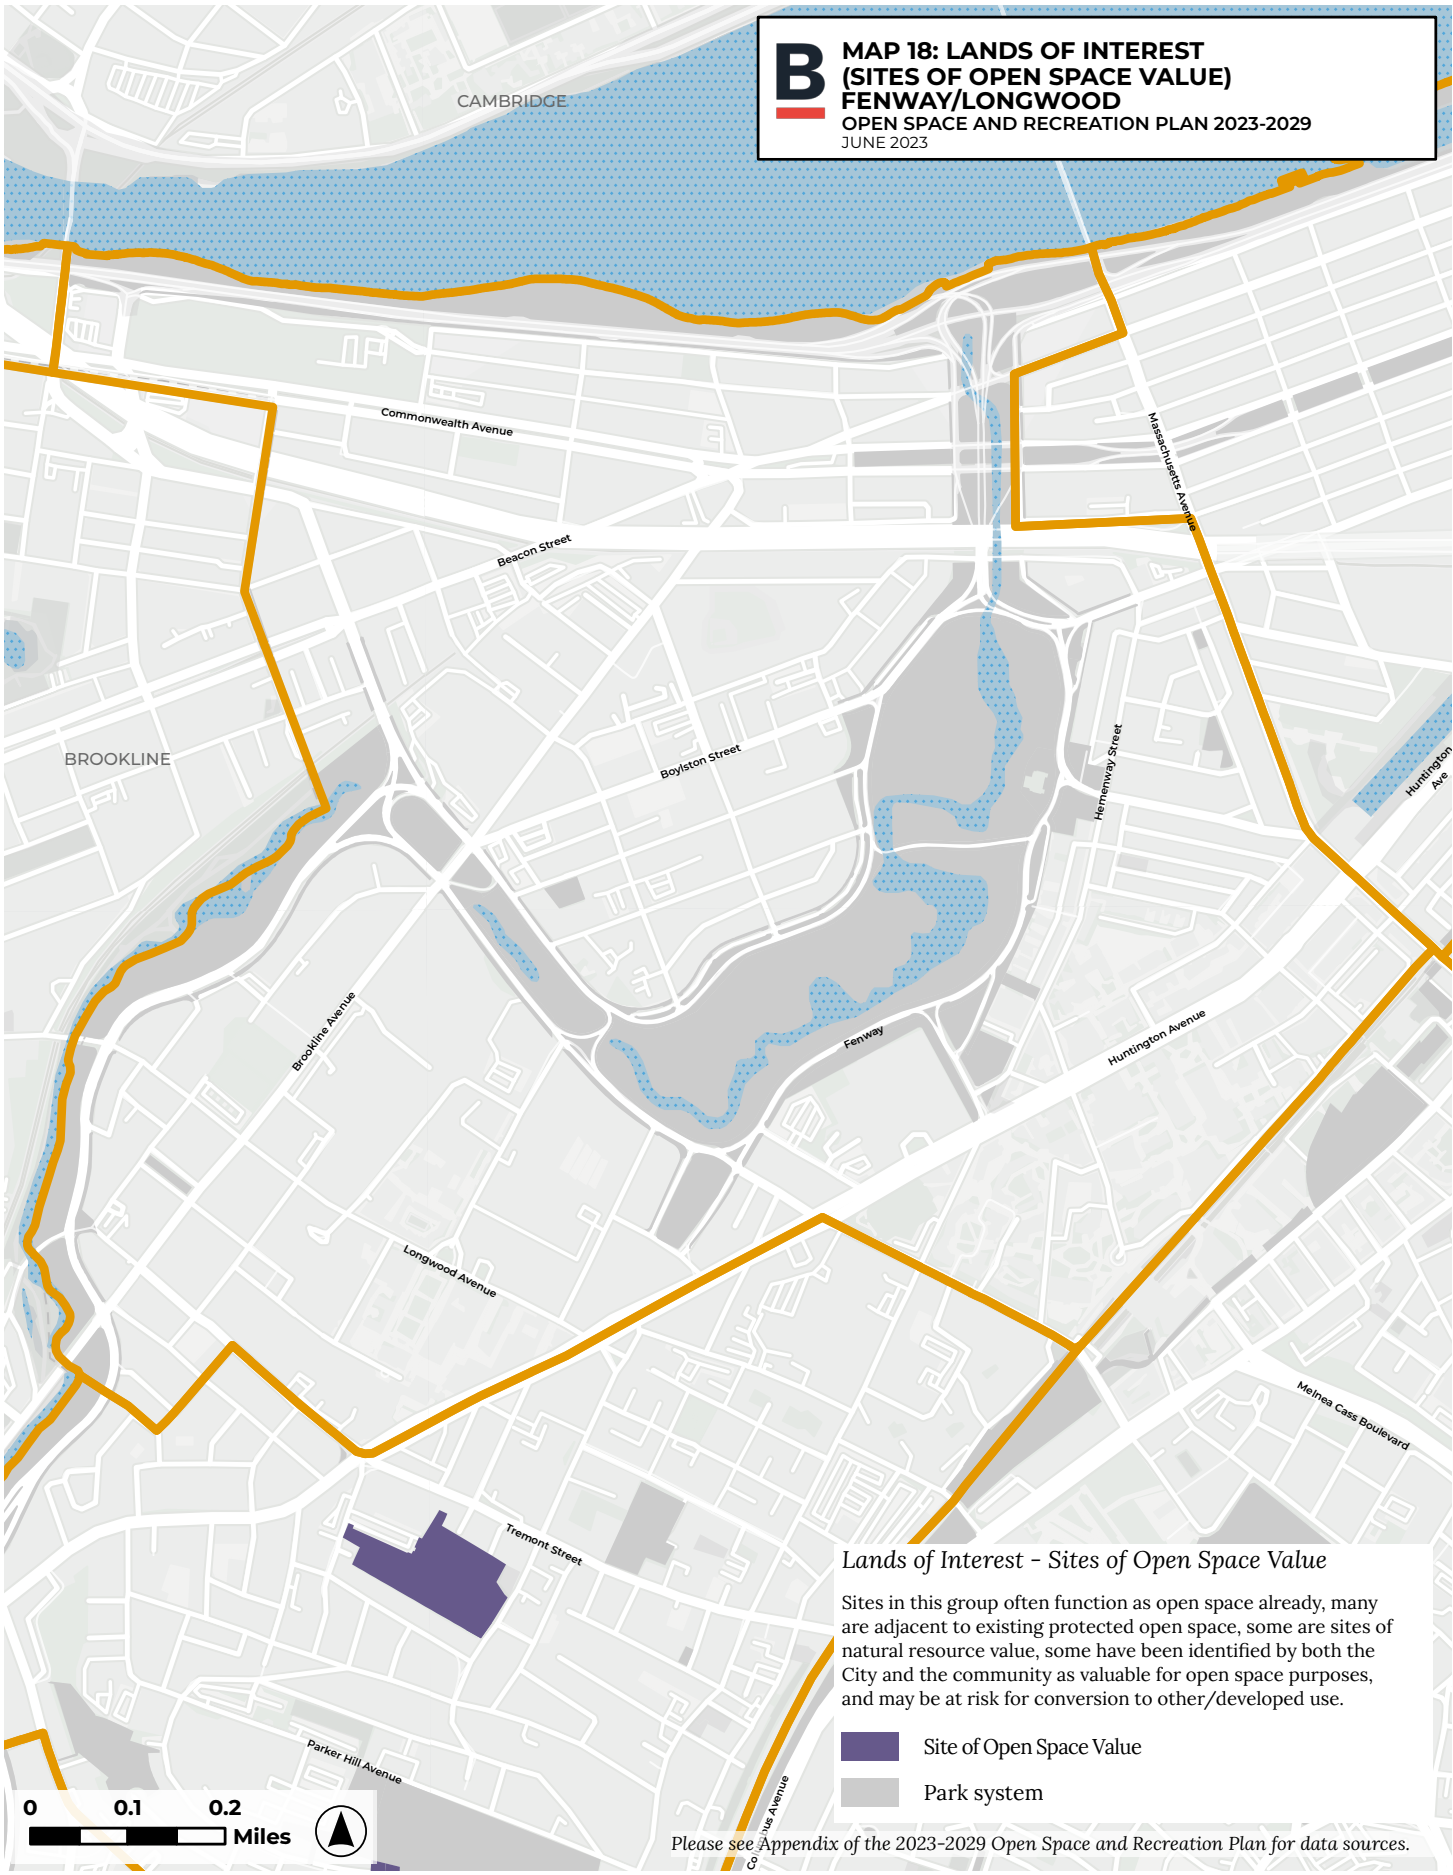 B
MAP 18: LANDS OF INTEREST
(SITES OF OPEN SPACE VALUE)
FENWAY/LONGWOOD
OPEN SPACE AND RECREATION PLAN 2023-2029
JUNE 2023
CAMBRIDGE
Commonwealth Avenue
Massachusetts Avenue
Beacon Street
BROOKLINE
Boylston Street
Hemenway Street
Huntington
Ave
Brookline Avenue
Fenway
Huntington Avenue
Longwood Avenue
Melnea Cass Boulevard
Tremont Street
Parker Hill Avenue
Columbus Avenue
Lands of Interest - Sites of Open Space Value
Sites in this group often function as open space already, many
are adjacent to existing protected open space, some are sites of
natural resource value, some have been identified by both the
City and the community as valuable for open space purposes,
and may be at risk for conversion to other/developed use.
Site of Open Space Value
Park system
0 0.1 0.2
Miles
Please see Appendix of the 2023-2029 Open Space and Recreation Plan for data sources.